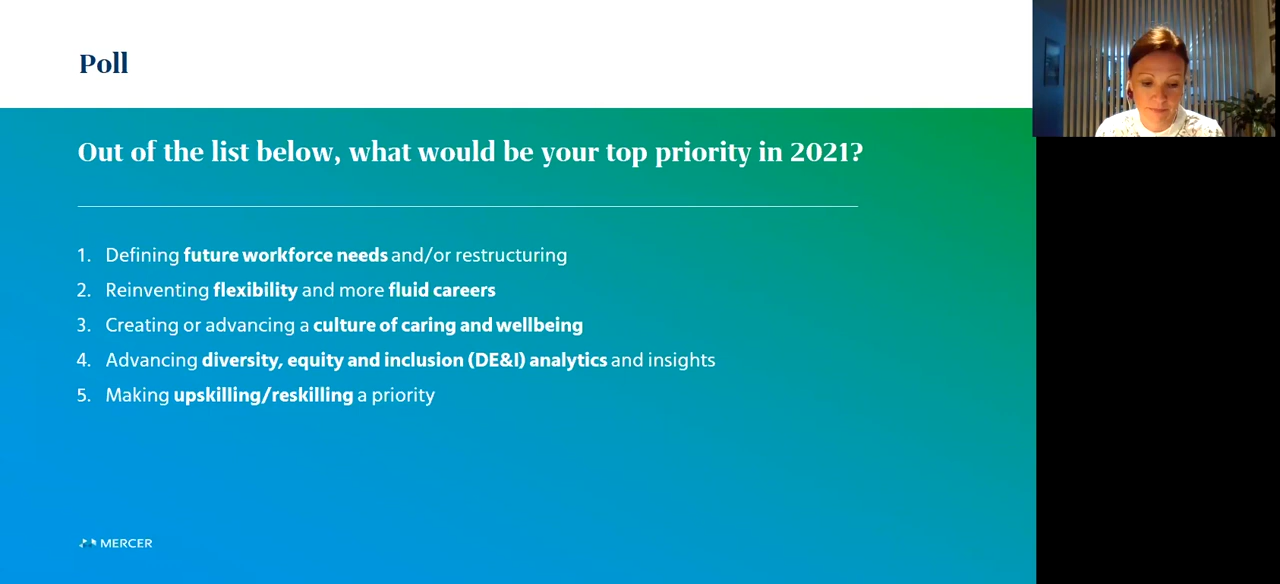 Poll
Out of the list below, what would be your top priority in 2021?
1. Defining future workforce needs and/or restructuring
2. Reinventing flexibility and more fluid careers
3. Creating or advancing a culture of caring and wellbeing
4. Advancing diversity, equity and inclusion (DE&I) analytics and insights
5. Making upskilling/reskilling a priority
MERCER